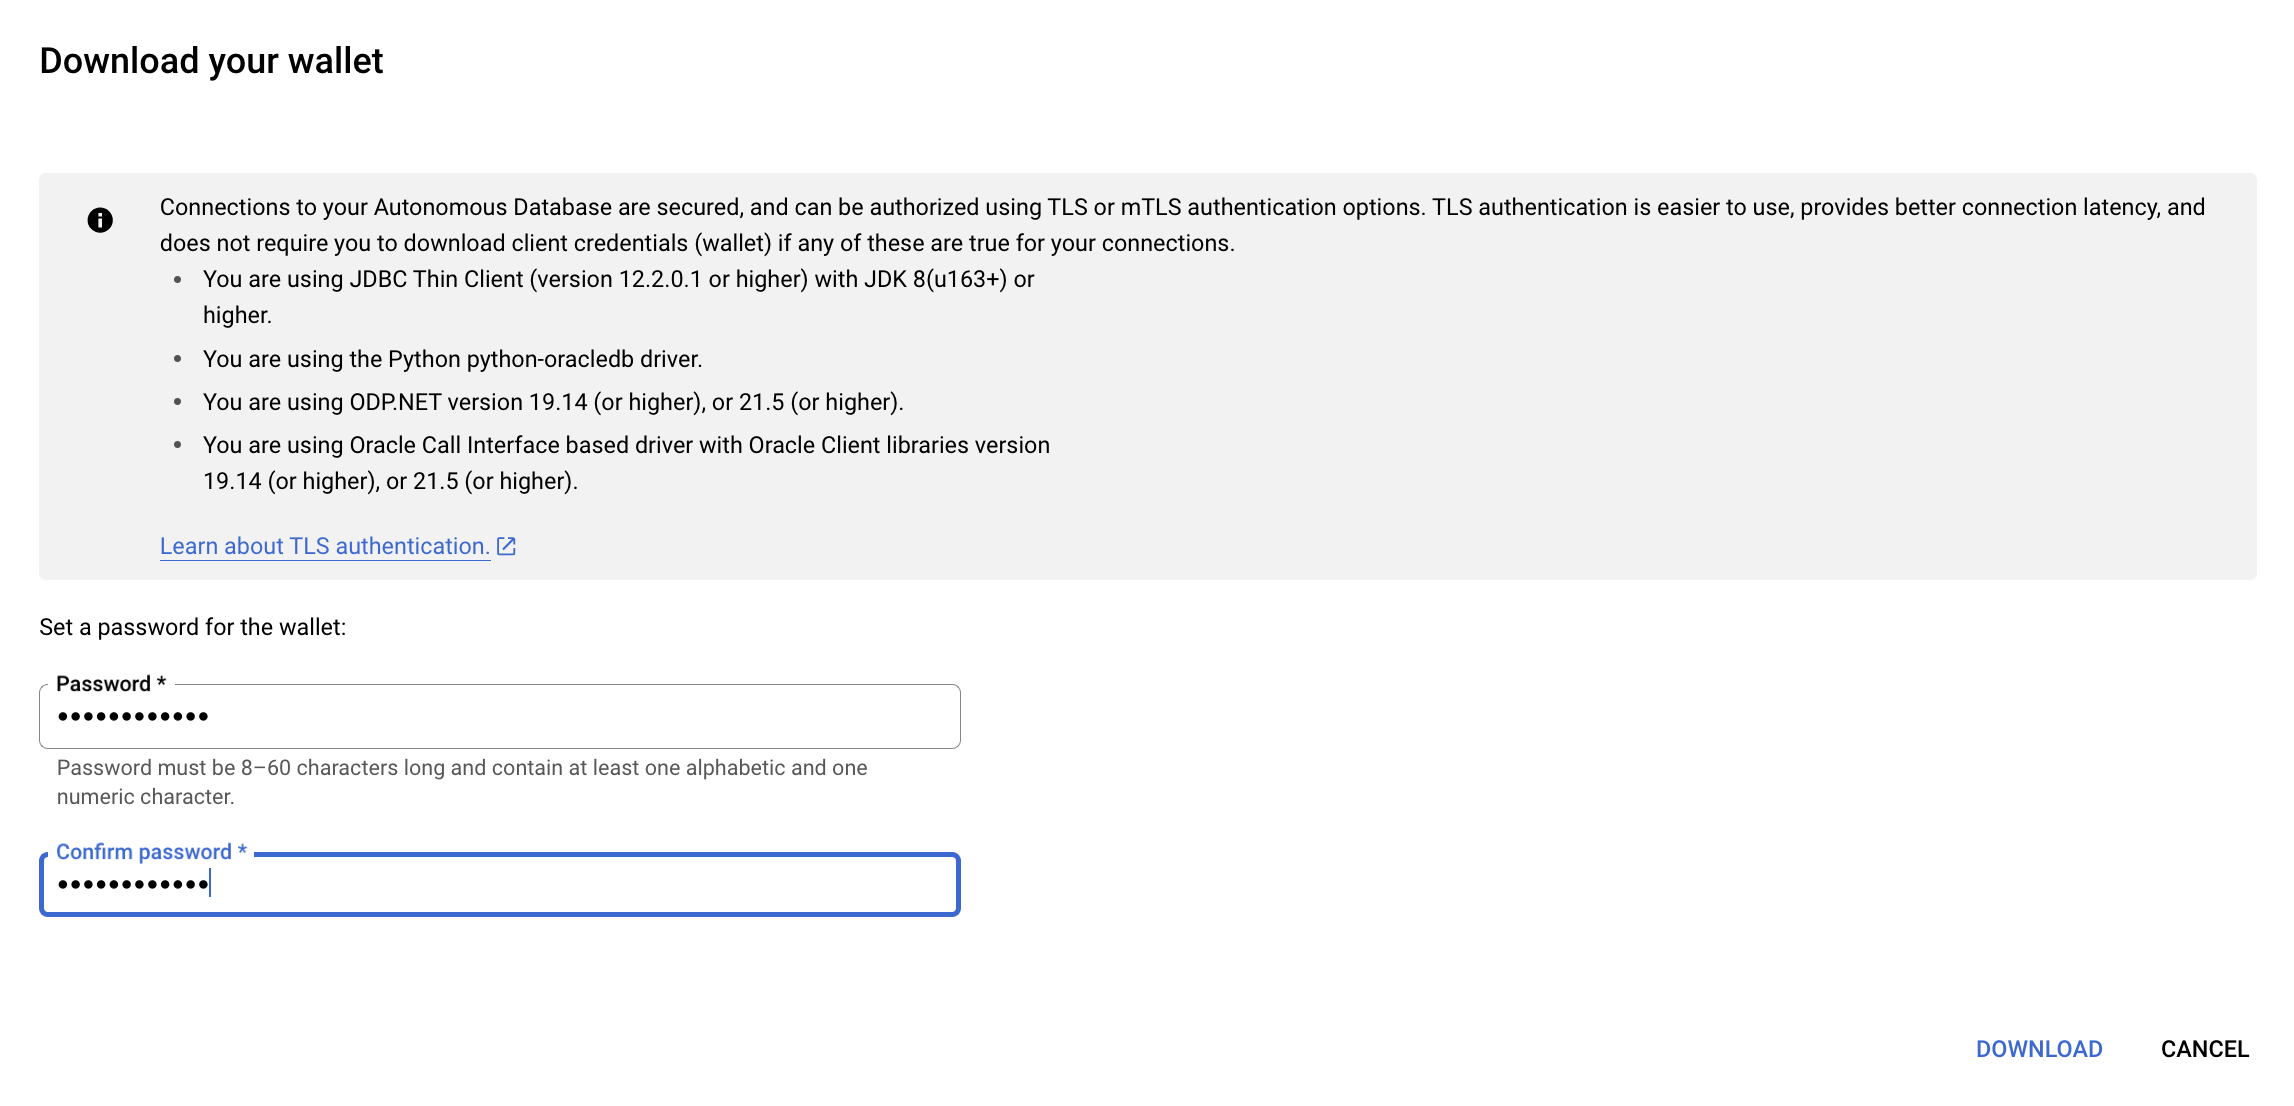 Download your wallet
Connections to your Autonomous Database are secured, and can be authorized using TLS or mTLS authentication options. TLS authentication is easier to use, provides better connection latency, and
does not require you to download client credentials (wallet) if any of these are true for your connections.
• You are using JDBC Thin Client (version 12.2.0.1 or higher) with JDK 8(u163+) or
higher.
• You are using the Python python-oracledb driver.
• You are using ODP.NET version 19.14 (or higher), or 21.5 (or higher).
• You are using Oracle Call Interface based driver with Oracle Client libraries version
19.14 (or higher), or 21.5 (or higher).
Learn about TLS authentication.
Set a password for the wallet:
Password *
••••••••••••
Password must be 8–60 characters long and contain at least one alphabetic and one
numeric character.
Confirm password *
••••••••••••
DOWNLOAD CANCEL